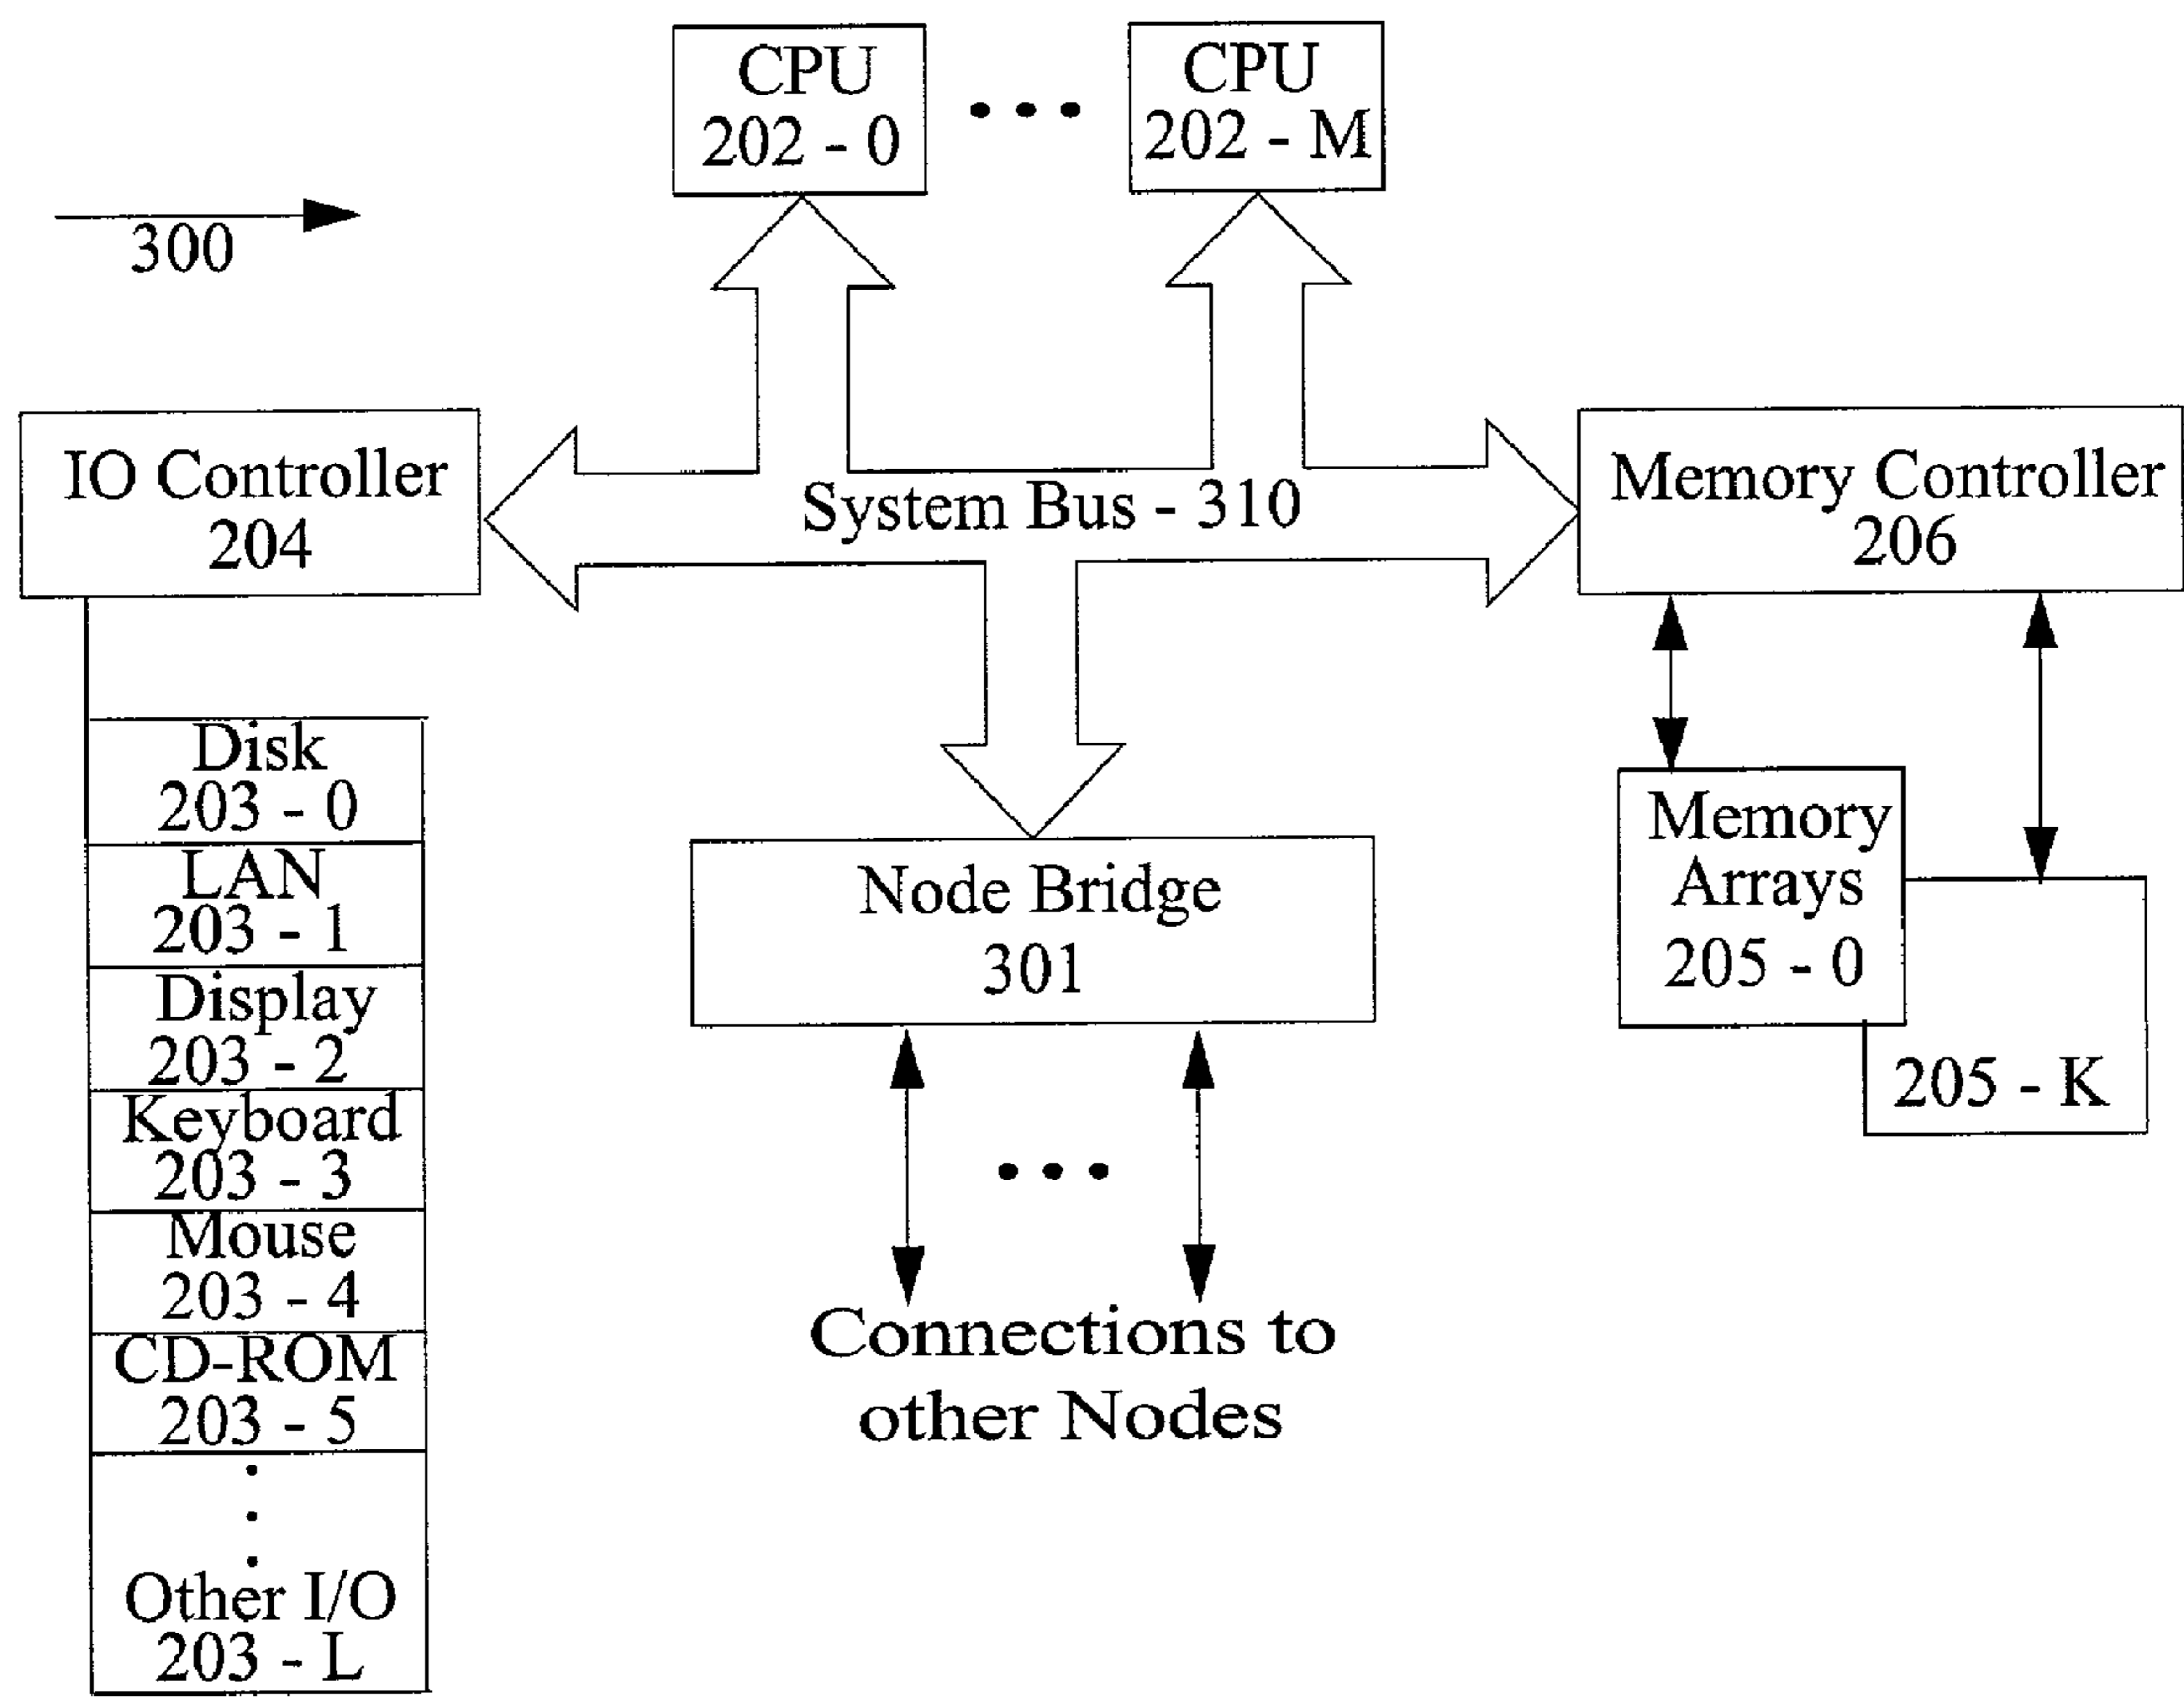 CPU
202 - 0
CPU
202 - M
300
IO Controller
204
System Bus - 310
Memory Controller
206
Disk
203 - 0
LAN
203 - 1
Display
203 - 2
Keyboard
203 - 3
Mouse
203 - 4
CD-ROM
203 - 5
Other I/O
203 - L
Node Bridge
301
Connections to
other Nodes
Memory
Arrays
205 - 0
205 - K